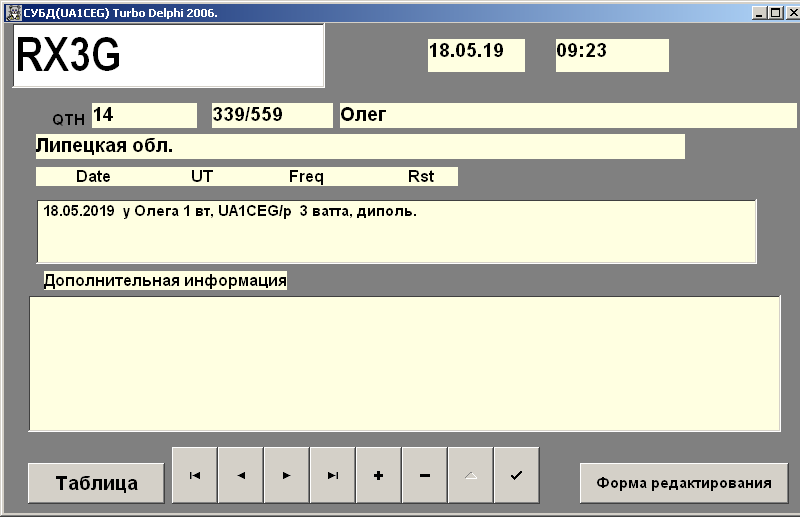 СУБД(UA1CEG) Turbo Delphi 2006.
RX3G
18.05.19 09:23
QTH 14 339/559 Олег
Липецкая обл.
Date UT Freq Rst
18.05.2019 у Олега 1 вт, UA1CEG/p 3 ватта, диполь.
Дополнительная информация
Таблица
Форма редактирования